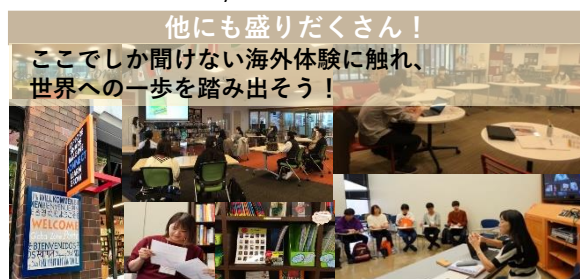 他にも盛りだくさん！
ここでしか聞けない海外体験に触れ、
世界への一歩を踏み出そう！
CONNECT
WELCOME
BIENVENIDOS